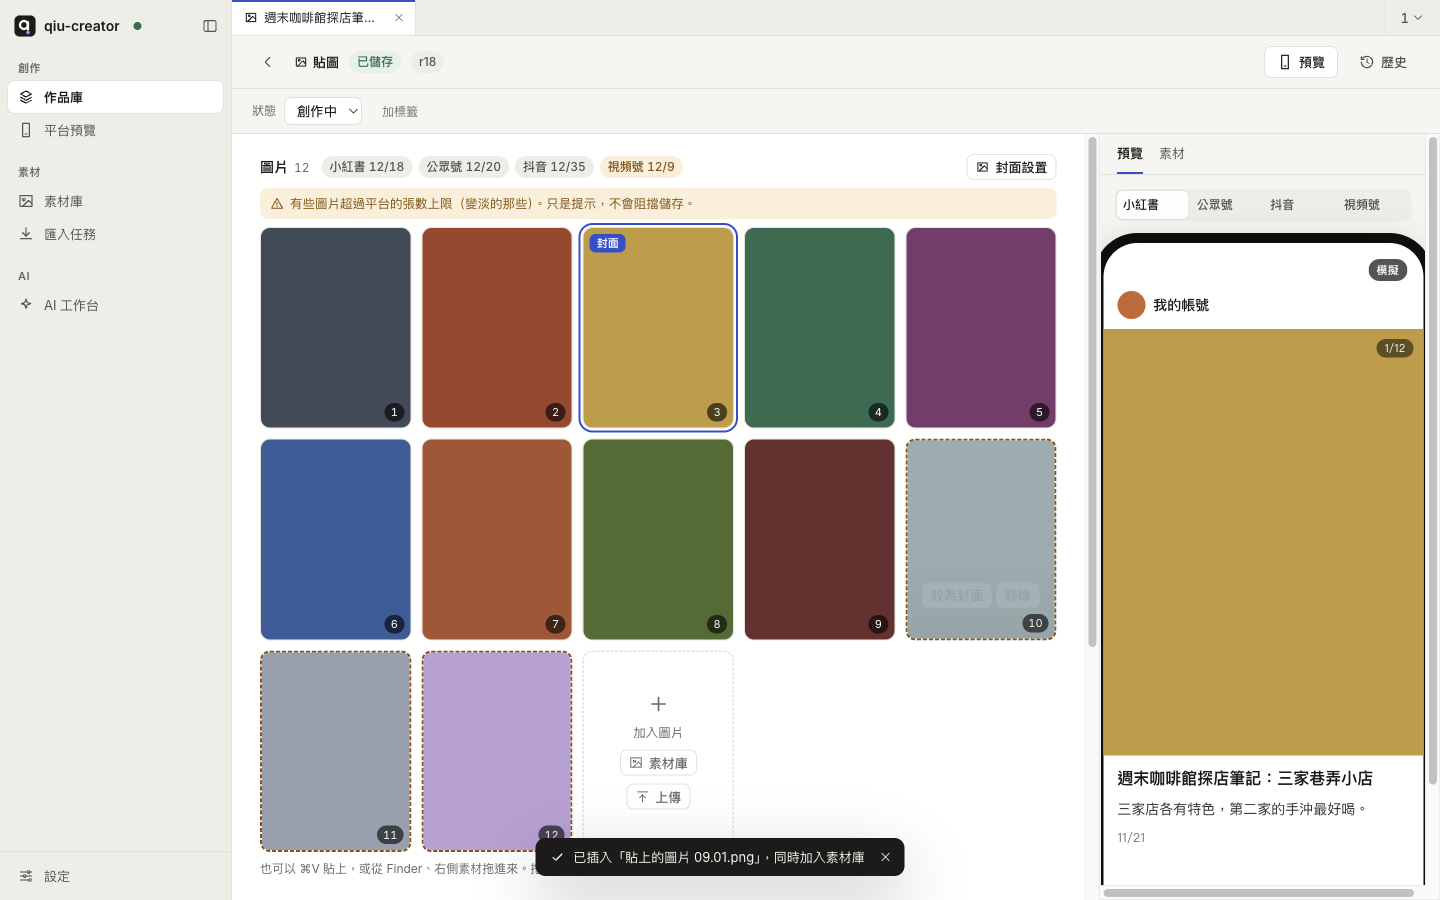 qiu-creator
週末咖啡館探店筆...
1
創作
作品庫
平台預覽
素材
素材庫
匯入任務
AI
AI 工作台
設定
貼圖
已儲存
r18
預覽
歷史
狀態
創作中
加標籤
圖片 12
小紅書 12/18
公眾號 12/20
抖音 12/35
視頻號 12/9
封面設置
有些圖片超過平台的張數上限（變淡的那些）。只是提示，不會阻擋儲存。
封面
1
2
3
4
5
6
7
8
9
設為封面
移除
10
11
12
加入圖片
素材庫
上傳
也可以 ⌘V 貼上，或從 Finder、右側素材拖進來。
已插入「貼上的圖片 09.01.png」，同時加入素材庫
預覽
素材
小紅書
公眾號
抖音
視頻號
模擬
我的帳號
1/12
週末咖啡館探店筆記：三家巷弄小店
三家店各有特色，第二家的手沖最好喝。
11/21